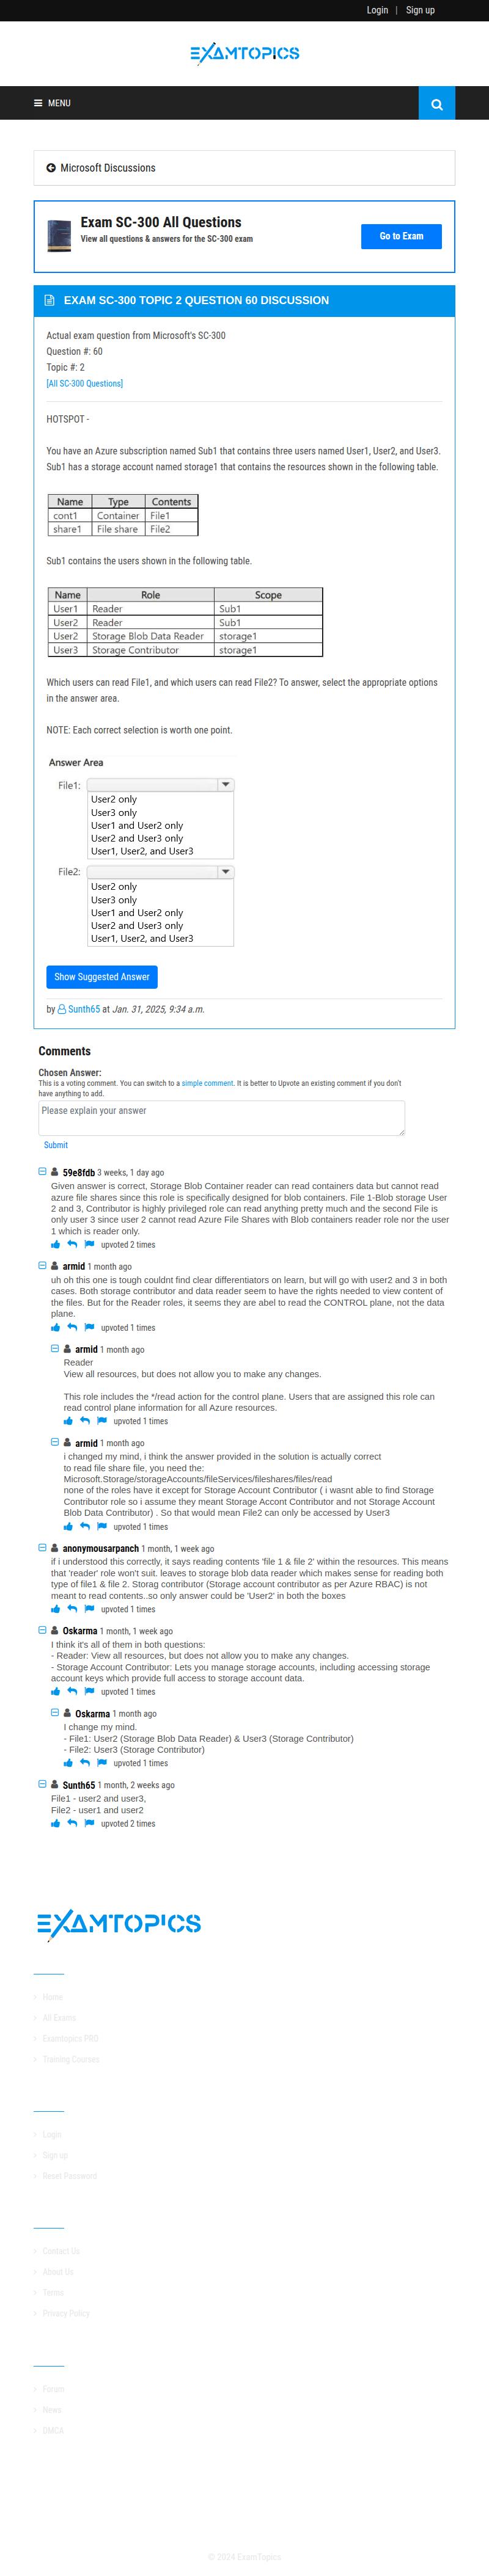 Login | Sign up
EXAMTOPICS
MENU
Microsoft Discussions
Exam SC-300 All Questions
View all questions & answers for the SC-300 exam
Go to Exam
EXAM SC-300 TOPIC 2 QUESTION 60 DISCUSSION
Actual exam question from Microsoft's SC-300
Question #: 60
Topic #: 2
[All SC-300 Questions]
HOTSPOT -
You have an Azure subscription named Sub1 that contains three users named User1, User2, and User3.
Sub1 has a storage account named storage1 that contains the resources shown in the following table.
Name Type Contents
cont1 Container File1
share1 File share File2
Sub1 contains the users shown in the following table.
Name Role Scope
User1 Reader Sub1
User2 Reader Sub1
User2 Storage Blob Data Reader storage1
User3 Storage Contributor storage1
Which users can read File1, and which users can read File2? To answer, select the appropriate options
in the answer area.
NOTE: Each correct selection is worth one point.
Answer Area
File1:
User2 only
User3 only
User1 and User2 only
User2 and User3 only
User1, User2, and User3
File2:
User2 only
User3 only
User1 and User2 only
User2 and User3 only
User1, User2, and User3
Show Suggested Answer
by Sunth65 at Jan. 31, 2025, 9:34 a.m.
Comments
Chosen Answer:
This is a voting comment. You can switch to a simple comment. It is better to Upvote an existing comment if you don't
have anything to add.
Please explain your answer
Submit
59e8fdb 3 weeks, 1 day ago
Given answer is correct, Storage Blob Container reader can read containers data but cannot read
azure file shares since this role is specifically designed for blob containers. File 1-Blob storage User
2 and 3, Contributor is highly privileged role can read anything pretty much and the second File is
only user 3 since user 2 cannot read Azure File Shares with Blob containers reader role nor the user
1 which is reader only.
upvoted 2 times
armid 1 month ago
uh oh this one is tough couldnt find clear differentiators on learn, but will go with user2 and 3 in both
cases. Both storage contributor and data reader seem to have the rights needed to view content of
the files. But for the Reader roles, it seems they are abel to read the CONTROL plane, not the data
plane.
upvoted 1 times
armid 1 month ago
Reader
View all resources, but does not allow you to make any changes.
This role includes the */read action for the control plane. Users that are assigned this role can
read control plane information for all Azure resources.
upvoted 1 times
armid 1 month ago
i changed my mind, i think the answer provided in the solution is actually correct
to read file share file, you need the:
Microsoft.Storage/storageAccounts/fileServices/fileshares/files/read
none of the roles have it except for Storage Account Contributor ( i wasnt able to find Storage
Contributor role so i assume they meant Storage Accont Contributor and not Storage Account
Blob Data Contributor) . So that would mean File2 can only be accessed by User3
upvoted 1 times
anonymousarpanch 1 month, 1 week ago
if i understood this correctly, it says reading contents 'file 1 & file 2' within the resources. This means
that 'reader' role won't suit. leaves to storage blob data reader which makes sense for reading both
type of file1 & file 2. Storag contributor (Storage account contributor as per Azure RBAC) is not
meant to read contents..so only answer could be 'User2' in both the boxes
upvoted 1 times
Oskarma 1 month, 1 week ago
I think it's all of them in both questions:
- Reader: View all resources, but does not allow you to make any changes.
- Storage Account Contributor: Lets you manage storage accounts, including accessing storage
account keys which provide full access to storage account data.
upvoted 1 times
Oskarma 1 month ago
I change my mind.
- File1: User2 (Storage Blob Data Reader) & User3 (Storage Contributor)
- File2: User3 (Storage Contributor)
upvoted 1 times
Sunth65 1 month, 2 weeks ago
File1 - user2 and user3,
File2 - user1 and user2
upvoted 2 times
EXAMTOPICS
Home
All Exams
Examtopics PRO
Training Courses
Login
Sign up
Reset Password
Contact Us
About Us
Terms
Privacy Policy
Forum
News
DMCA
© 2024 ExamTopics